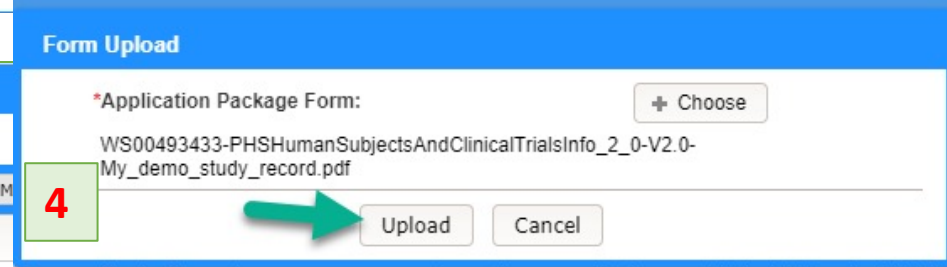 Form Upload
*Application Package Form:
+ Choose
WS00493433-PHSHumanSubjectsAndClinicalTrialsInfo_2_0-V2.0-
My_demo_study_record.pdf
M
4
Upload
Cancel